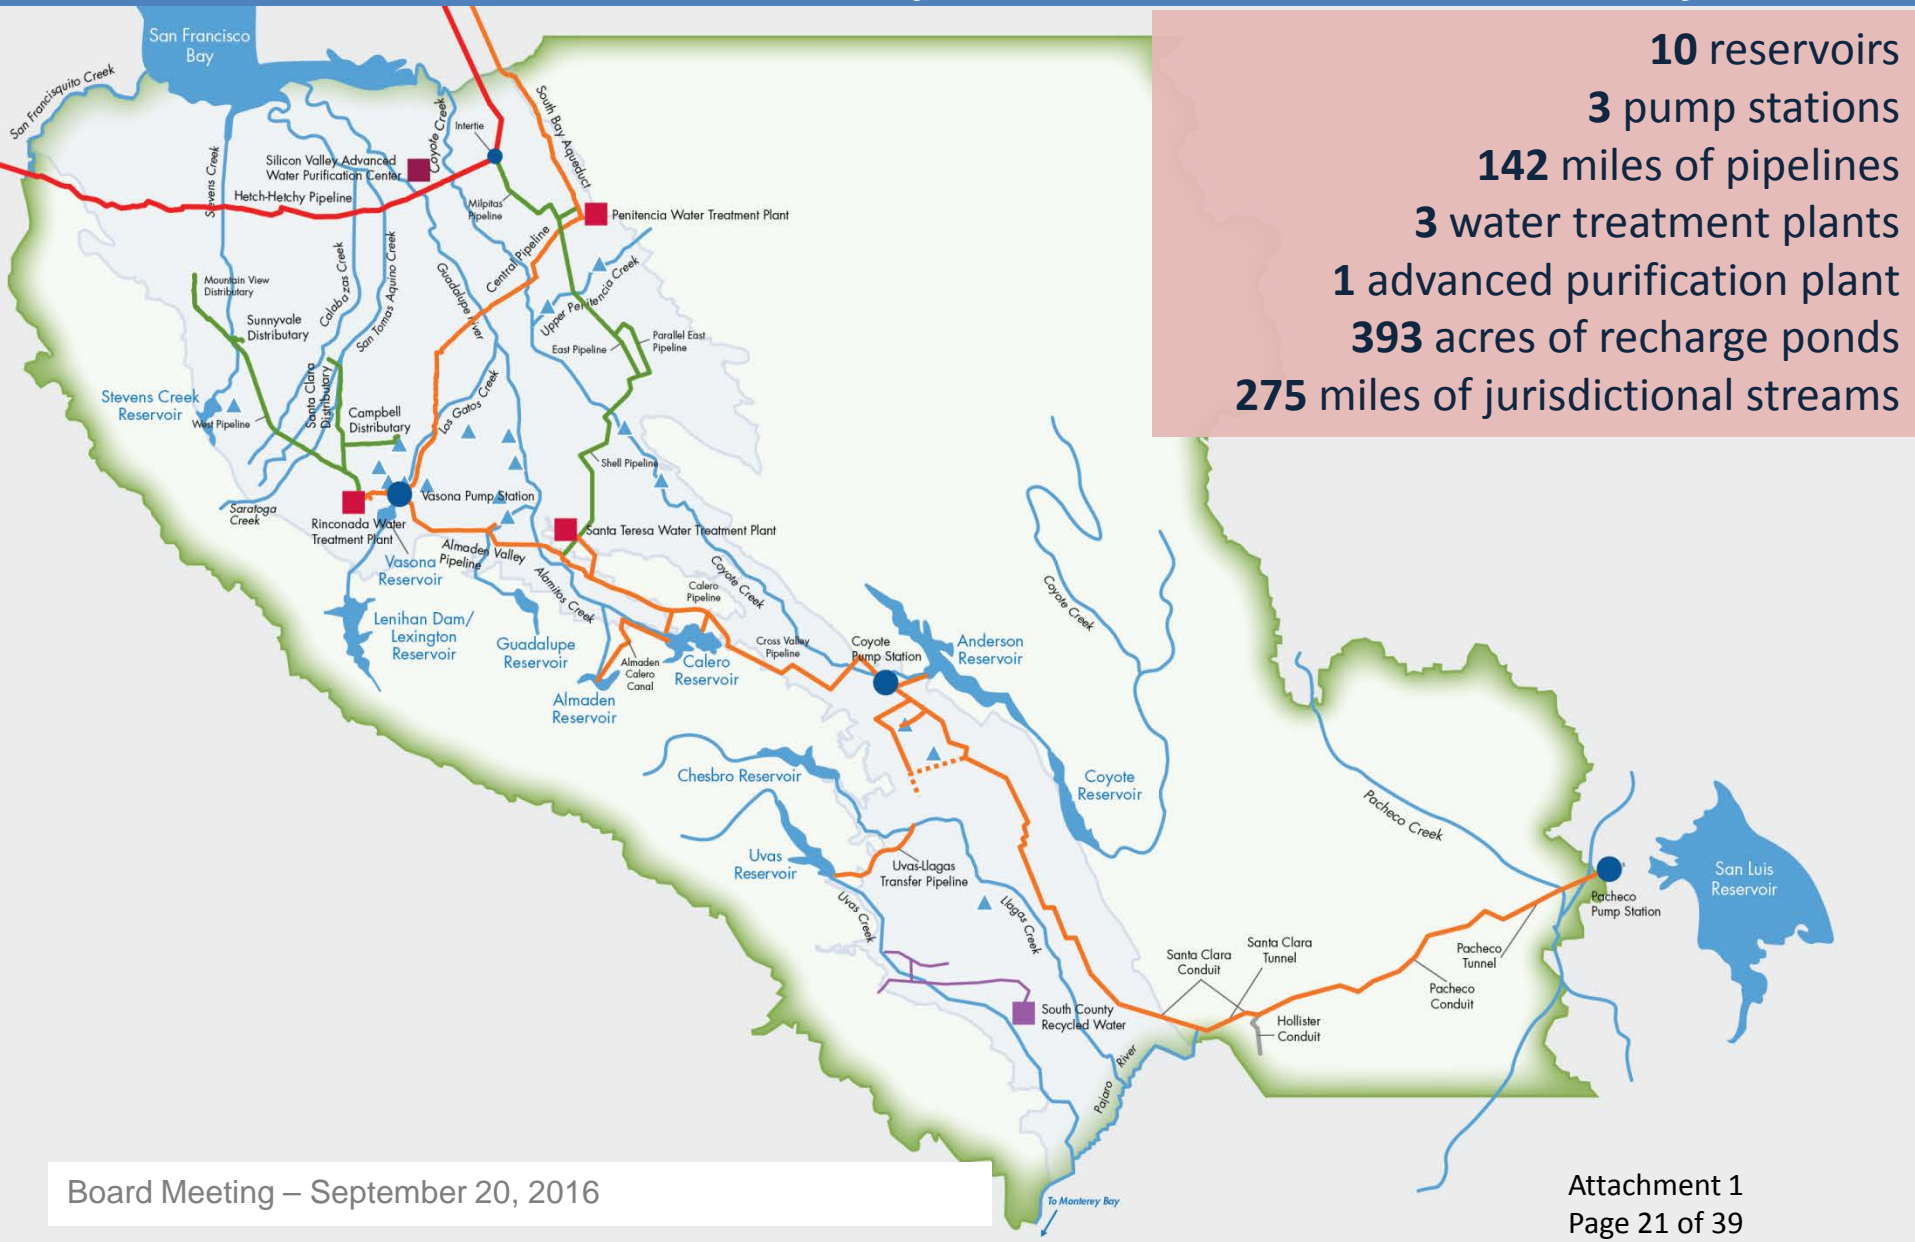 10 reservoirs
3 pump stations
142 miles of pipelines
3 water treatment plants
1 advanced purification plant
393 acres of recharge ponds
275 miles of jurisdictional streams
San Francisco
Bay
San Francisquito Creek
Stevens Creek
Silicon Valley Advanced
Water Purification Center
Coyote Creek
Intertie
South Bay Aqueduct
Hetch-Hetchy Pipeline
Milpitas
Pipeline
Penitencia Water Treatment Plant
Central Pipeline
Mountain View
Distributary
Calabazas Creek
San Tomas Aquino Creek
Guadalupe River
Upper Penitencia Creek
Sunnyvale
Distributary
East Pipeline
Parallel East
Pipeline
Stevens Creek
Reservoir
West Pipeline
Santa Clara
Distributary
Campbell
Distributary
Los Gatos Creek
Shell Pipeline
Saratoga
Creek
Rinconada Water
Treatment Plant
Vasona Pump Station
Santa Teresa Water Treatment Plant
Vasona
Reservoir
Almaden Valley
Pipeline
Alamitos Creek
Coyote Creek
Calero
Pipeline
Coyote Creek
Lenihan Dam/
Lexington
Reservoir
Guadalupe
Reservoir
Almaden
Calero
Canal
Calero
Reservoir
Cross Valley
Pipeline
Coyote
Pump Station
Anderson
Reservoir
Almaden
Reservoir
Chesbro Reservoir
Coyote
Reservoir
Pacheco Creek
Uvas
Reservoir
Uvas-Llagas
Transfer Pipeline
Uvas Creek
Llagas Creek
San Luis
Reservoir
Pacheco
Pump Station
Santa Clara
Conduit
Santa Clara
Tunnel
Pacheco
Tunnel
Pacheco
Conduit
South County
Recycled Water
Hollister
Conduit
Pajaro River
To Monterey Bay
Board Meeting – September 20, 2016
Attachment 1
Page 21 of 39